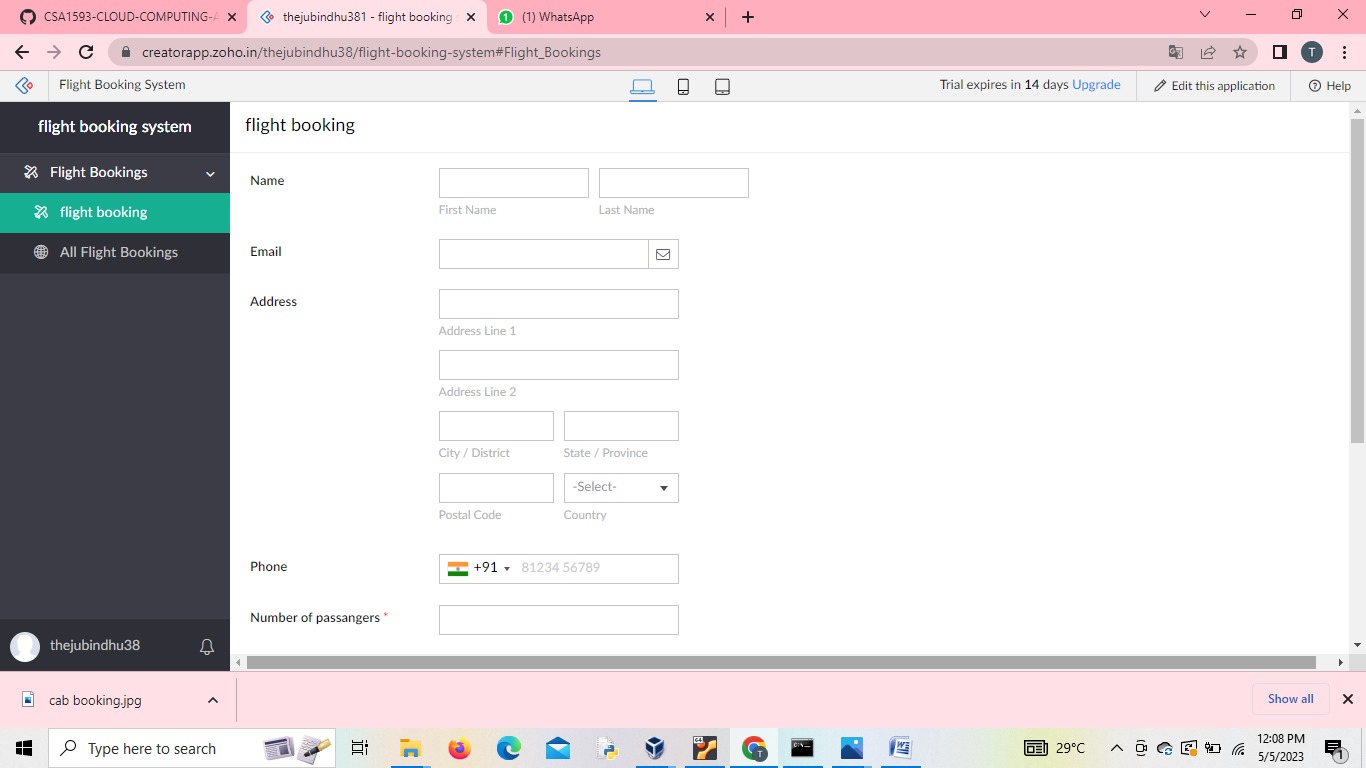 CSA1593-CLOUD-COMPUTING-A
thejubindhu381 - flight booking
(1) WhatsApp
creatorapp.zoho.in/thejubindhu38/flight-booking-system#Flight_Bookings
T
Flight Booking System
Trial expires in 14 days Upgrade
Edit this application
Help
flight booking system
Flight Bookings
flight booking
All Flight Bookings
thejubindhu38
flight booking
Name
First Name
Last Name
Email
Address
Address Line 1
Address Line 2
City / District
State / Province
-Select-
Postal Code
Country
Phone
+91
81234 56789
Number of passangers *
cab booking.jpg
Show all
Type here to search
29°C
12:08 PM
5/5/2023
1